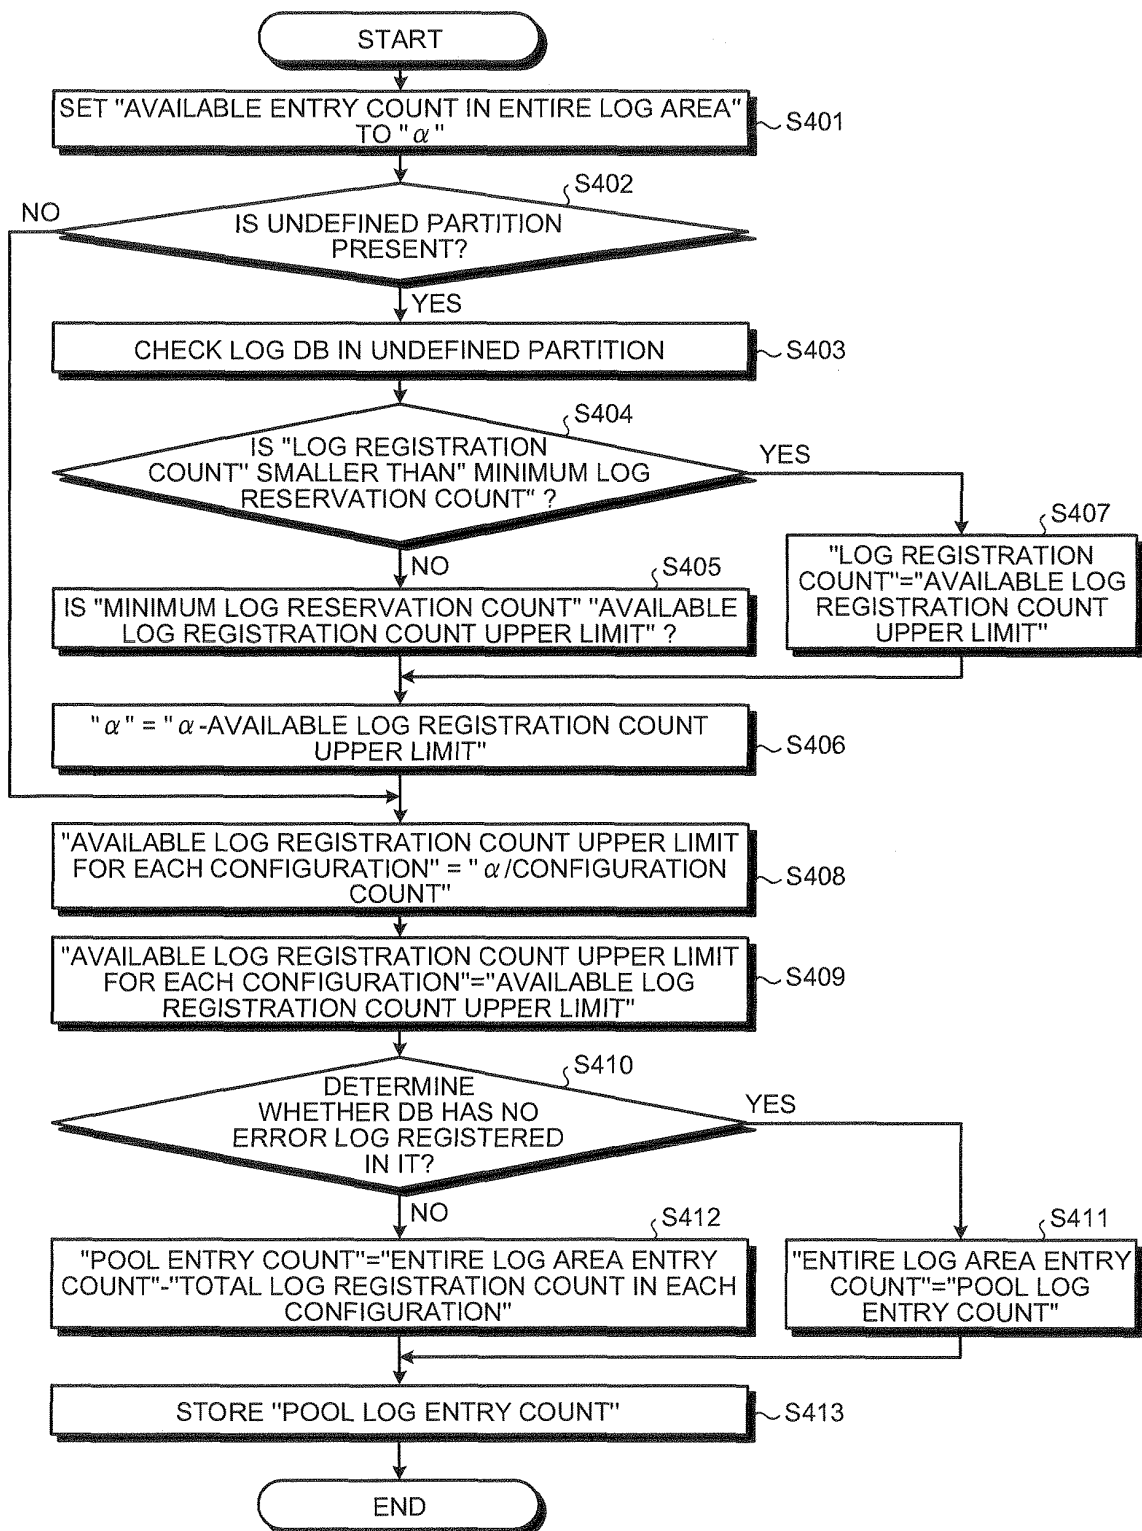 START
SET "AVAILABLE ENTRY COUNT IN ENTIRE LOG AREA"
TO "α"
S401
S402
NO
IS UNDEFINED PARTITION
PRESENT?
YES
CHECK LOG DB IN UNDEFINED PARTITION
S403
S404
IS "LOG REGISTRATION
COUNT" SMALLER THAN" MINIMUM LOG
RESERVATION COUNT" ?
YES
NO
S405
IS "MINIMUM LOG RESERVATION COUNT" "AVAILABLE
LOG REGISTRATION COUNT UPPER LIMIT" ?
S407
"LOG REGISTRATION
COUNT"="AVAILABLE LOG
REGISTRATION COUNT
UPPER LIMIT"
"α" = "α-AVAILABLE LOG REGISTRATION COUNT
UPPER LIMIT"
S406
"AVAILABLE LOG REGISTRATION COUNT UPPER LIMIT
FOR EACH CONFIGURATION" = "α/CONFIGURATION
COUNT"
S408
"AVAILABLE LOG REGISTRATION COUNT UPPER LIMIT
FOR EACH CONFIGURATION"="AVAILABLE LOG
REGISTRATION COUNT UPPER LIMIT"
S409
S410
DETERMINE
WHETHER DB HAS NO
ERROR LOG REGISTERED
IN IT?
YES
NO
S412
"POOL ENTRY COUNT"="ENTIRE LOG AREA ENTRY
COUNT"-"TOTAL LOG REGISTRATION COUNT IN EACH
CONFIGURATION"
S411
"ENTIRE LOG AREA ENTRY
COUNT"="POOL LOG
ENTRY COUNT"
STORE "POOL LOG ENTRY COUNT"
S413
END